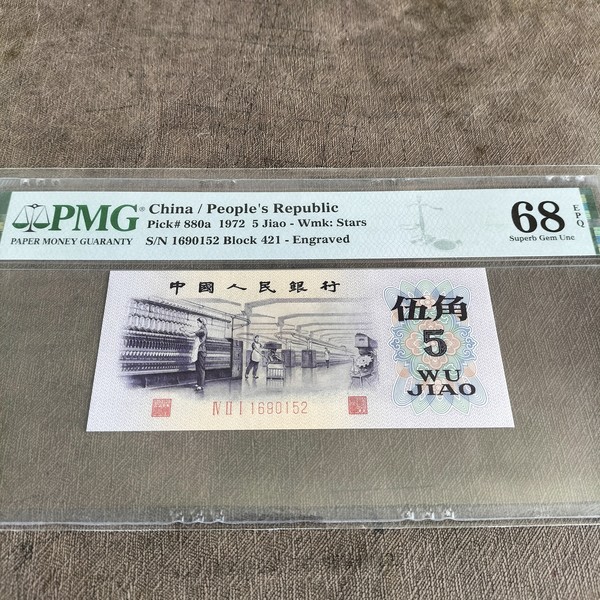 PMG®
PAPER MONEY GUARANTY
China / People's Republic
Pick# 880a 1972 5 Jiao - Wmk: Stars
S/N 1690152 Block 421 - Engraved
68
EPQ
Superb Gem Unc
中國人民銀行
伍角
5
WU
JIAO
Ⅳ Ⅱ Ⅰ 1690152